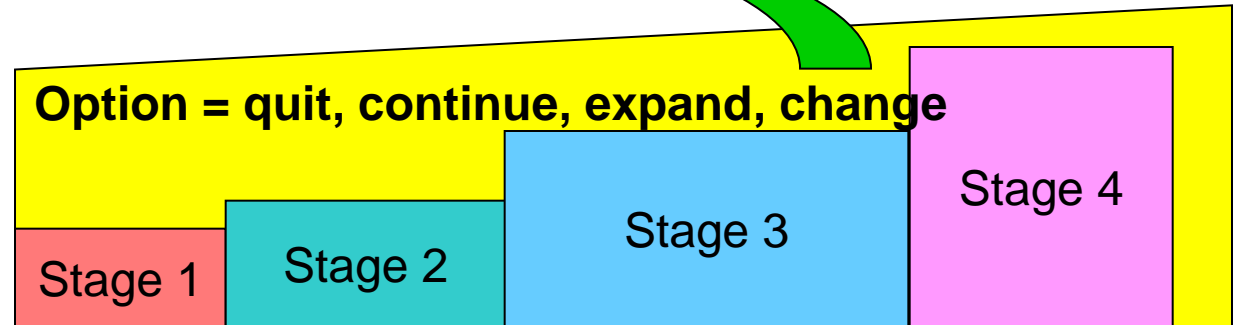 Option = quit, continue, expand, change
Stage 1
Stage 2
Stage 3
Stage 4